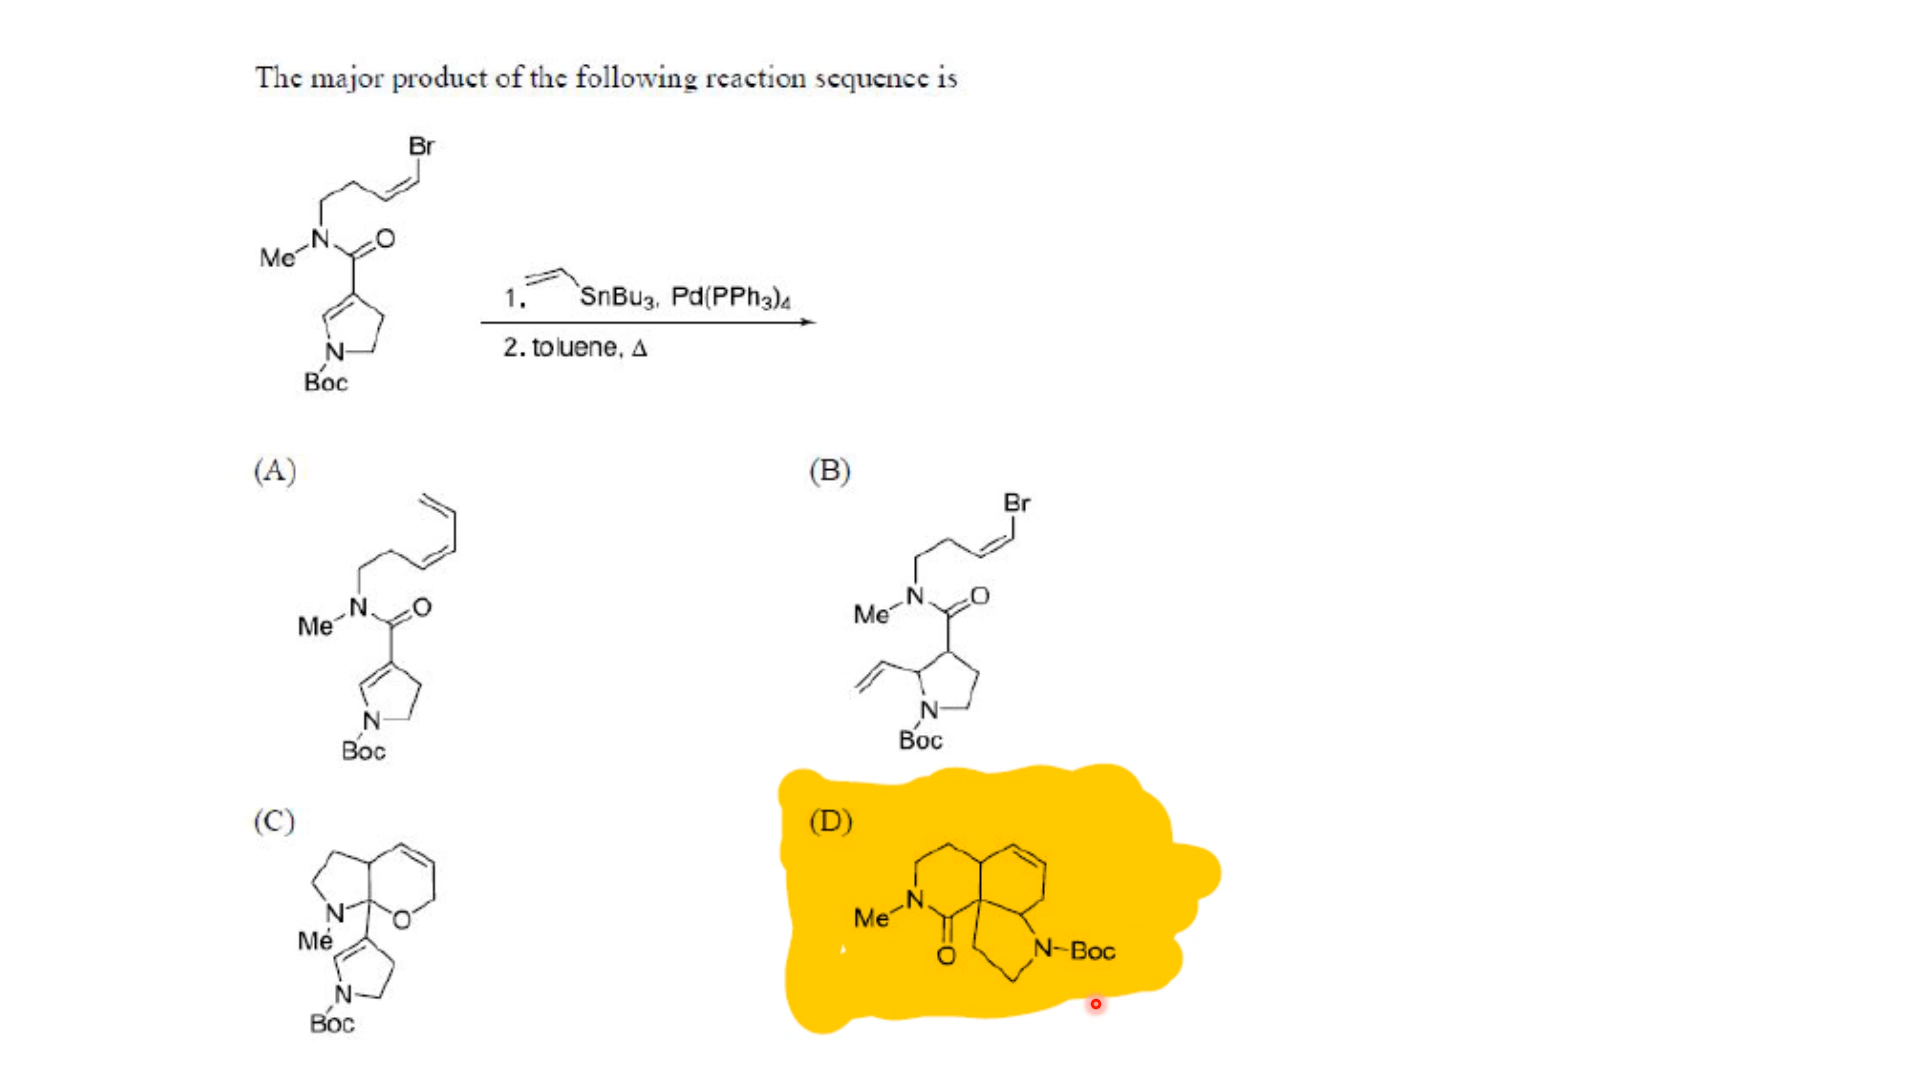 The major product of the following reaction sequence is
Br
N
O
Me
N
Boc
1. SnBu3, Pd(PPh3)4
2. toluene, Δ
(A)
(B)
Br
N
O
Me
N
Boc
N
O
Me
N
Boc
(C)
(D)
N
O
Me
N
Boc
N
Me
O
N-Boc